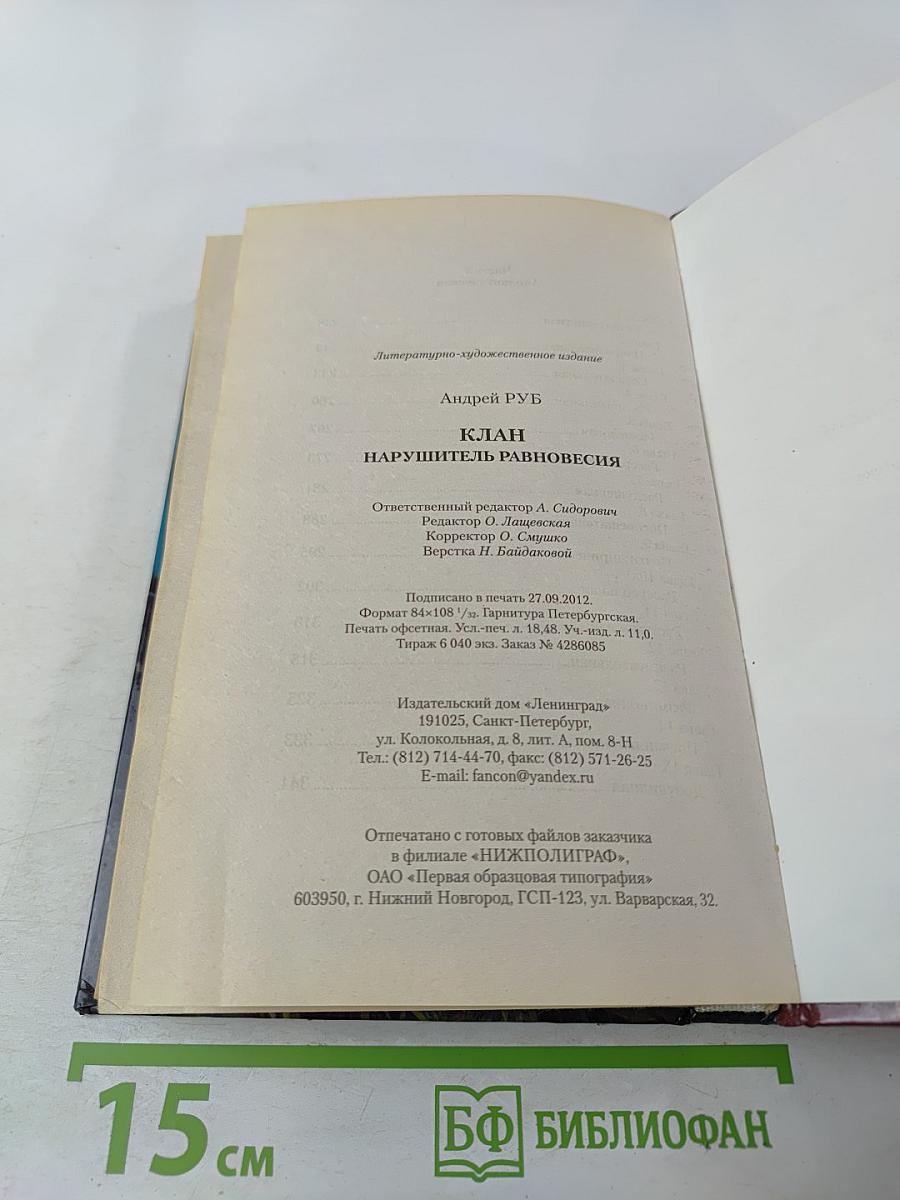 Литературно-художественное издание
Андрей РУБ
КЛАН
НАРУШИТЕЛЬ РАВНОВЕСИЯ
Ответственный редактор А. Сидорович
Редактор О. Лащевская
Корректор О. Смушко
Верстка Н. Байдаковой
Подписано в печать 27.09.2012.
Формат 84×108 1/32. Гарнитура Петербургская.
Печать офсетная. Усл.-печ. л. 18,48. Уч.-изд. л. 11,0.
Тираж 6 040 экз. Заказ № 4286085
Издательский дом «Ленинград»
191025, Санкт-Петербург,
ул. Колокольная, д. 8, лит. А, пом. 8-Н
Тел.: (812) 714-44-70, факс: (812) 571-26-25
E-mail: fancon@yandex.ru
Отпечатано с готовых файлов заказчика
в филиале «НИЖПОЛИГРАФ»,
ОАО «Первая образцовая типография»
603950, г. Нижний Новгород, ГСП-123, ул. Варварская, 32.
15 см
БФ БИБЛИОФАН